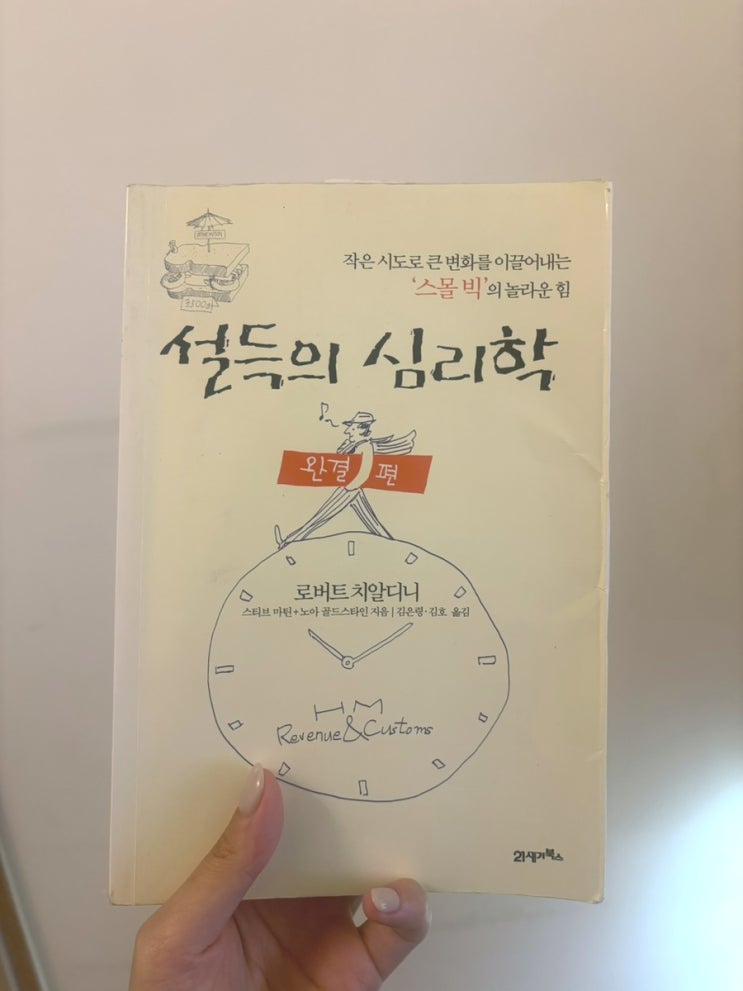 작은 시도로 큰 변화를 이끌어내는
‘스몰 빅’의 놀라운 힘
설득의 심리학
완결편
로버트 치알디니
스티브 마틴+노아 골드스타인 지음 | 김은령·김호 옮김
HM
Revenue & Customs
21세기북스